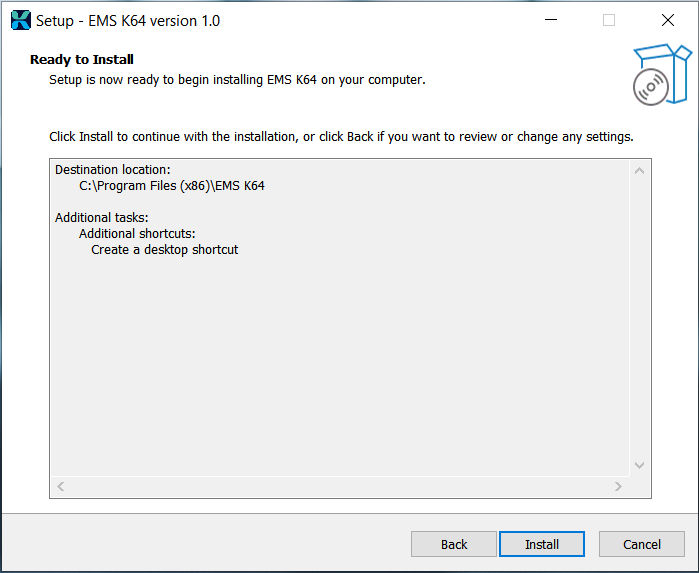 Setup - EMS K64 version 1.0
Ready to Install
Setup is now ready to begin installing EMS K64 on your computer.
Click Install to continue with the installation, or click Back if you want to review or change any settings.
Destination location:
C:\Program Files (x86)\EMS K64
Additional tasks:
Additional shortcuts:
Create a desktop shortcut
Back Install Cancel